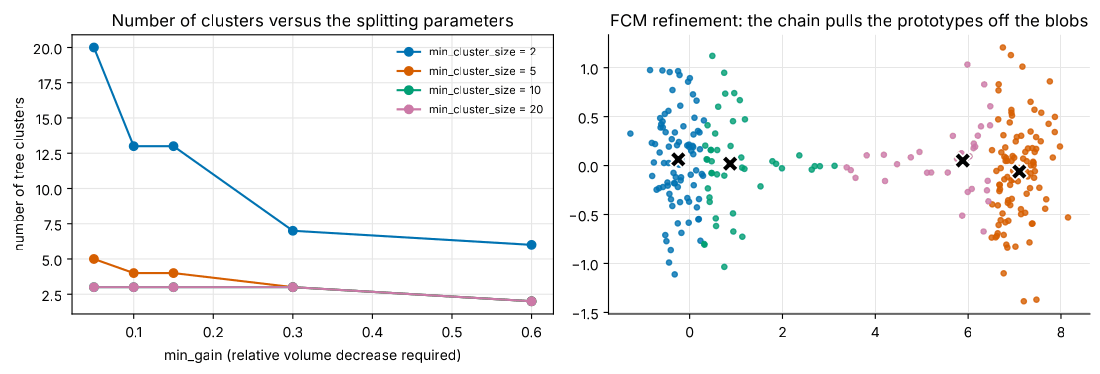 Number of clusters versus the splitting parameters
number of tree clusters
20.0
17.5
15.0
12.5
10.0
7.5
5.0
2.5
min_cluster_size = 2
min_cluster_size = 5
min_cluster_size = 10
min_cluster_size = 20
0.1 0.2 0.3 0.4 0.5 0.6
min_gain (relative volume decrease required)
FCM refinement: the chain pulls the prototypes off the blobs
1.0
0.5
0.0
−0.5
−1.0
−1.5
0 2 4 6 8